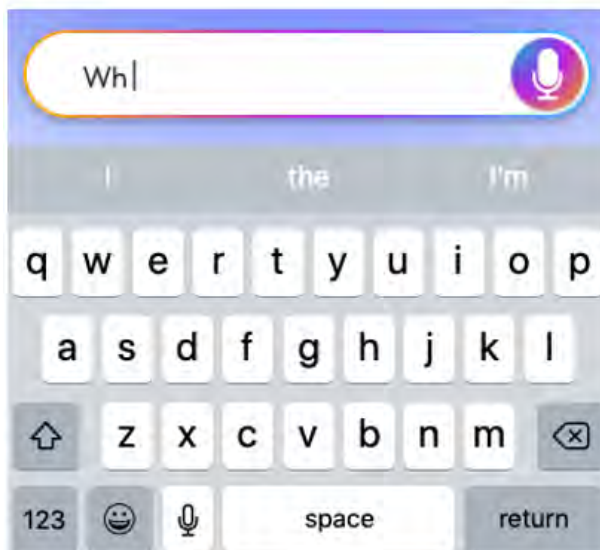 Wh
I the I'm
q w e r t y u i o p
a s d f g h j k l
z x c v b n m
123 space return